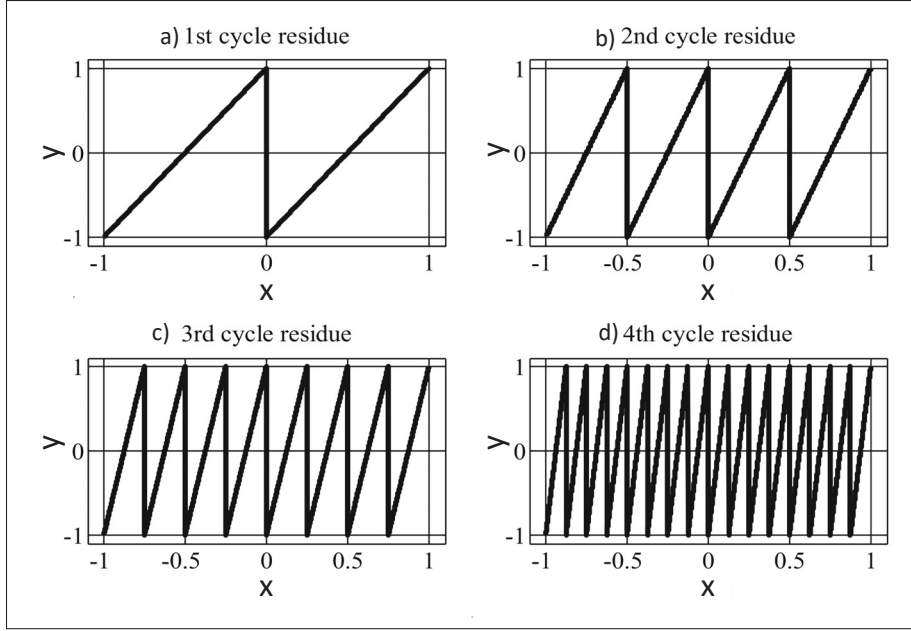 a) 1st cycle residue
1
0
-1
y
-1 0 1
x
b) 2nd cycle residue
1
0
-1
y
-1 -0.5 0 0.5 1
x
c) 3rd cycle residue
1
0
-1
y
-1 -0.5 0 0.5 1
x
d) 4th cycle residue
1
0
-1
y
-1 -0.5 0 0.5 1
x